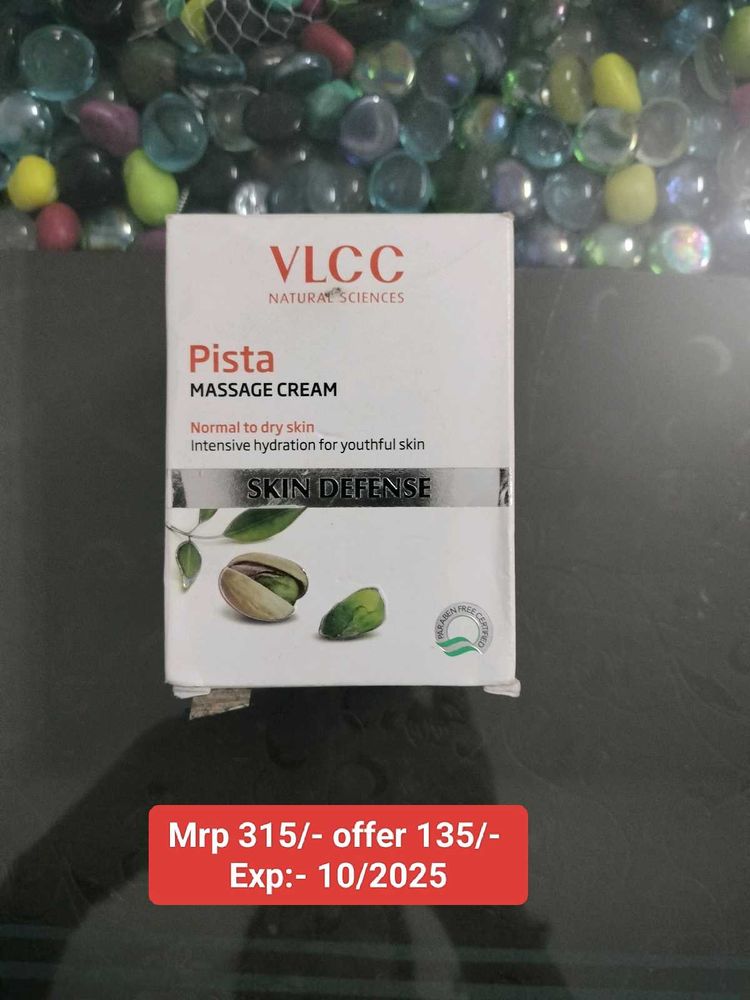 VLCC
NATURAL SCIENCES
Pista
MASSAGE CREAM
Normal to dry skin
Intensive hydration for youthful skin
SKIN DEFENSE
PARABEN FREE CERTIFIED
Mrp 315/- offer 135/-
Exp:- 10/2025